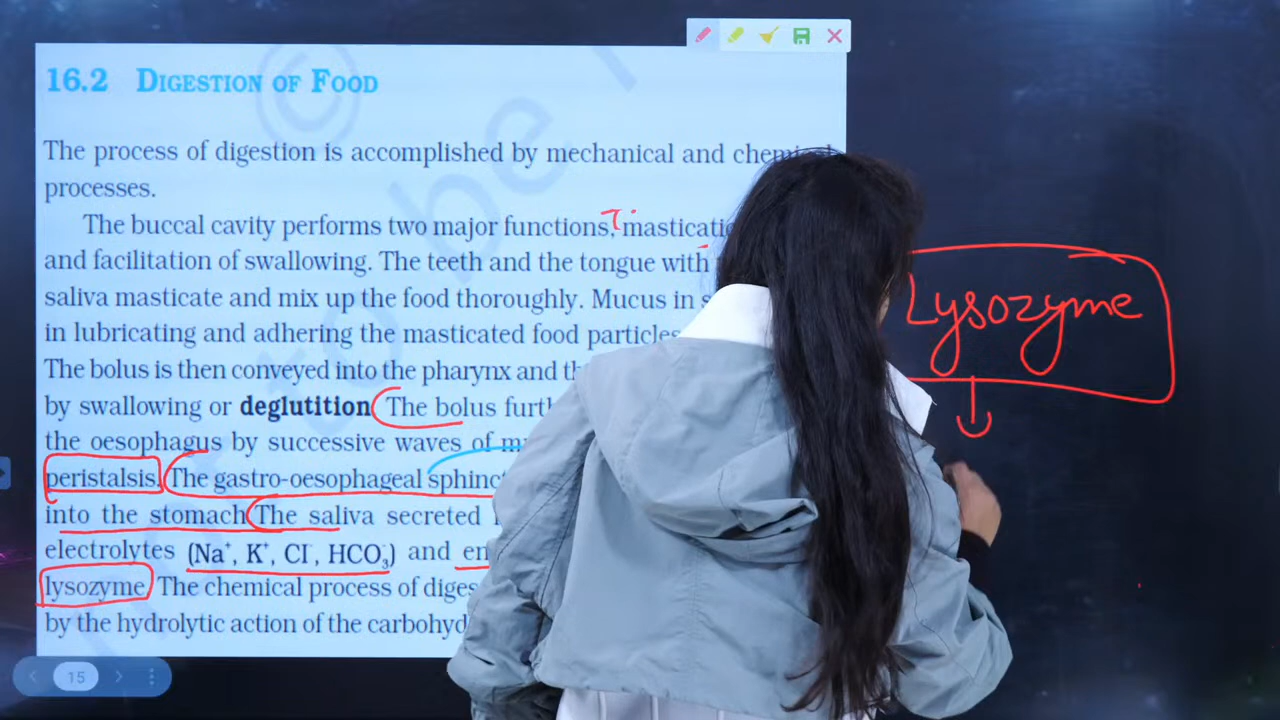 16.2 DIGESTION OF FOOD
The process of digestion is accomplished by mechanical and chemical
processes.
The buccal cavity performs two major functions, masticatio
and facilitation of swallowing. The teeth and the tongue with
saliva masticate and mix up the food thoroughly. Mucus in s
in lubricating and adhering the masticated food particles
The bolus is then conveyed into the pharynx and th
by swallowing or deglutition. The bolus furth
the oesophagus by successive waves of m
peristalsis. The gastro-oesophageal sphinc
into the stomach. The saliva secreted
electrolytes (Na⁺, K⁺, Cl⁻, HCO₃⁻) and en
lysozyme. The chemical process of diges
by the hydrolytic action of the carbohyd
Lysozyme
15